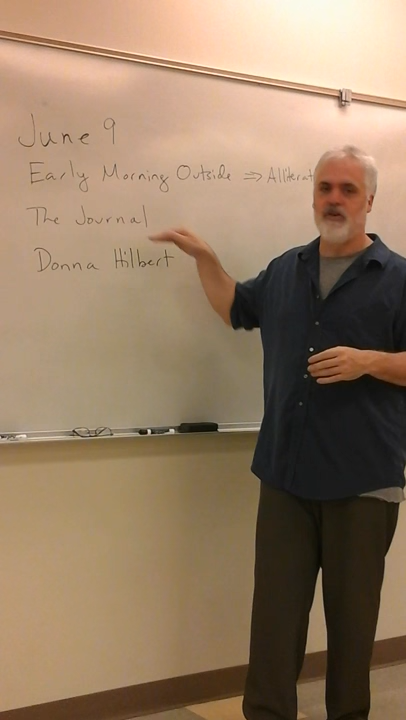 June 9
Early Morning Outside ⇒ Alliterat
The Journal
Donna Hilbert